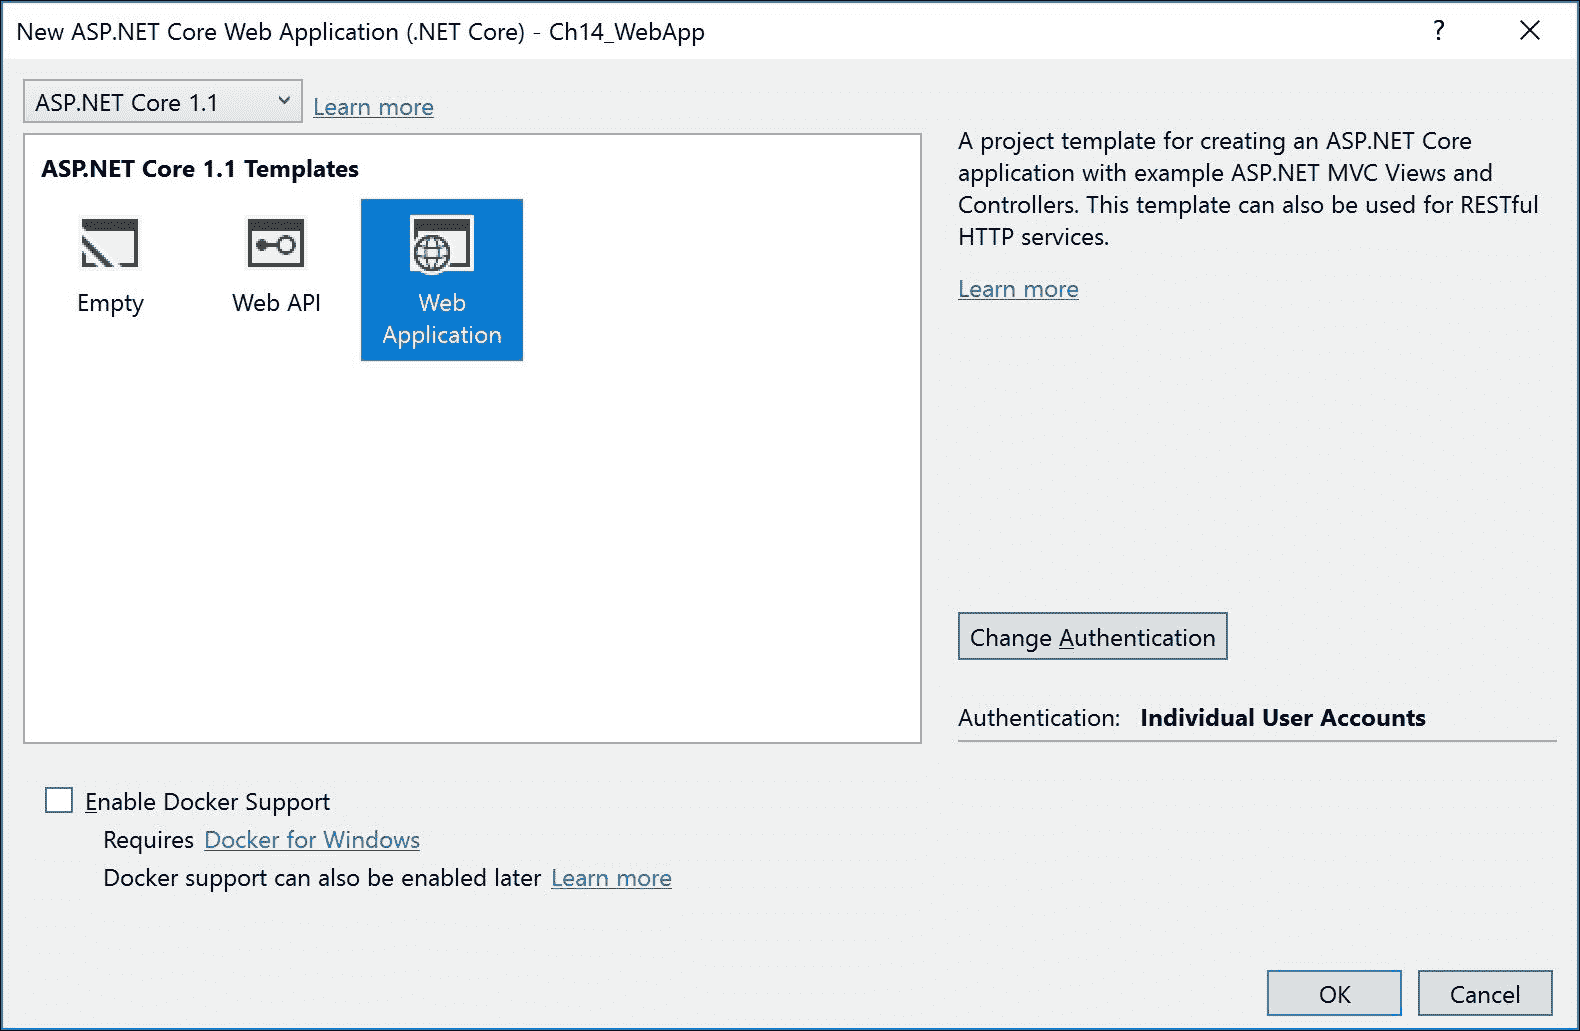 New ASP.NET Core Web Application (.NET Core) - Ch14_WebApp
?
ASP.NET Core 1.1
Learn more
ASP.NET Core 1.1 Templates
Empty
Web API
Web
Application
A project template for creating an ASP.NET Core
application with example ASP.NET MVC Views and
Controllers. This template can also be used for RESTful
HTTP services.
Learn more
Change Authentication
Authentication: Individual User Accounts
Enable Docker Support
Requires Docker for Windows
Docker support can also be enabled later Learn more
OK
Cancel